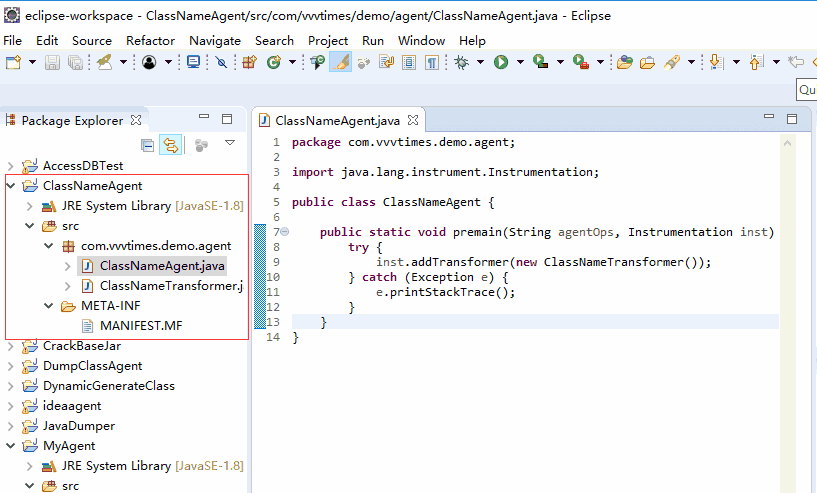 eclipse-workspace - ClassNameAgent/src/com/vvvtimes/demo/agent/ClassNameAgent.java - Eclipse
File Edit Source Refactor Navigate Search Project Run Window Help
Qu
Package Explorer
AccessDBTest
ClassNameAgent
JRE System Library [JavaSE-1.8]
src
com.vvvtimes.demo.agent
ClassNameAgent.java
ClassNameTransformer.j
META-INF
MANIFEST.MF
CrackBaseJar
DumpClassAgent
DynamicGenerateClass
ideaagent
JavaDumper
MyAgent
JRE System Library [JavaSE-1.8]
src
ClassNameAgent.java
1 package com.vvvtimes.demo.agent;
2
3 import java.lang.instrument.Instrumentation;
4
5 public class ClassNameAgent {
6
7 public static void premain(String agentOps, Instrumentation inst)
8 try {
9 inst.addTransformer(new ClassNameTransformer());
10 } catch (Exception e) {
11 e.printStackTrace();
12 }
13 }
14 }